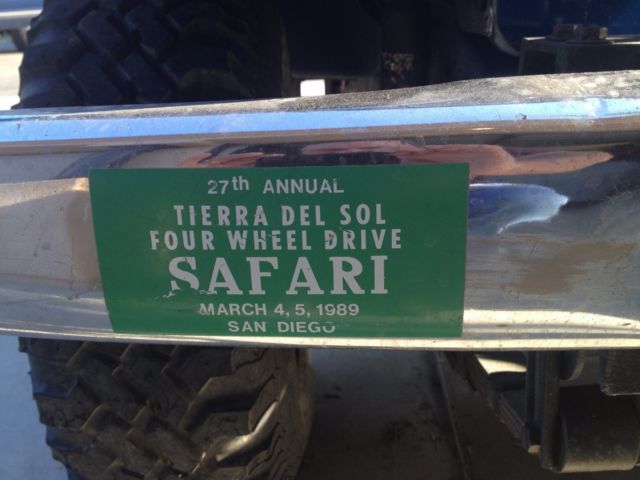 27th ANNUAL
TIERRA DEL SOL
FOUR WHEEL DRIVE
SAFARI
MARCH 4, 5, 1989
SAN DIEGO